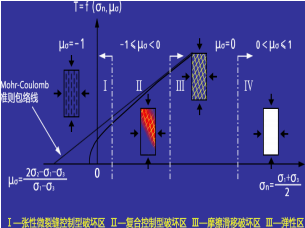 τ=f(σₙ,μσ)
μσ=-1
-1≤μσ<0
μσ=0
0<μσ≤1
Ⅰ
Ⅱ
Ⅲ
Ⅳ
Mohr-Coulomb
准则包络线
μσ=(2σ₂-σ₁-σ₃)/(σ₁-σ₃)
0
σₙ=(σ₁+σ₃)/2
Ⅰ—张性微裂缝控制型破坏区 Ⅱ—复合控制型破坏区 Ⅲ—摩擦滑移破坏区 Ⅲ—弹性区